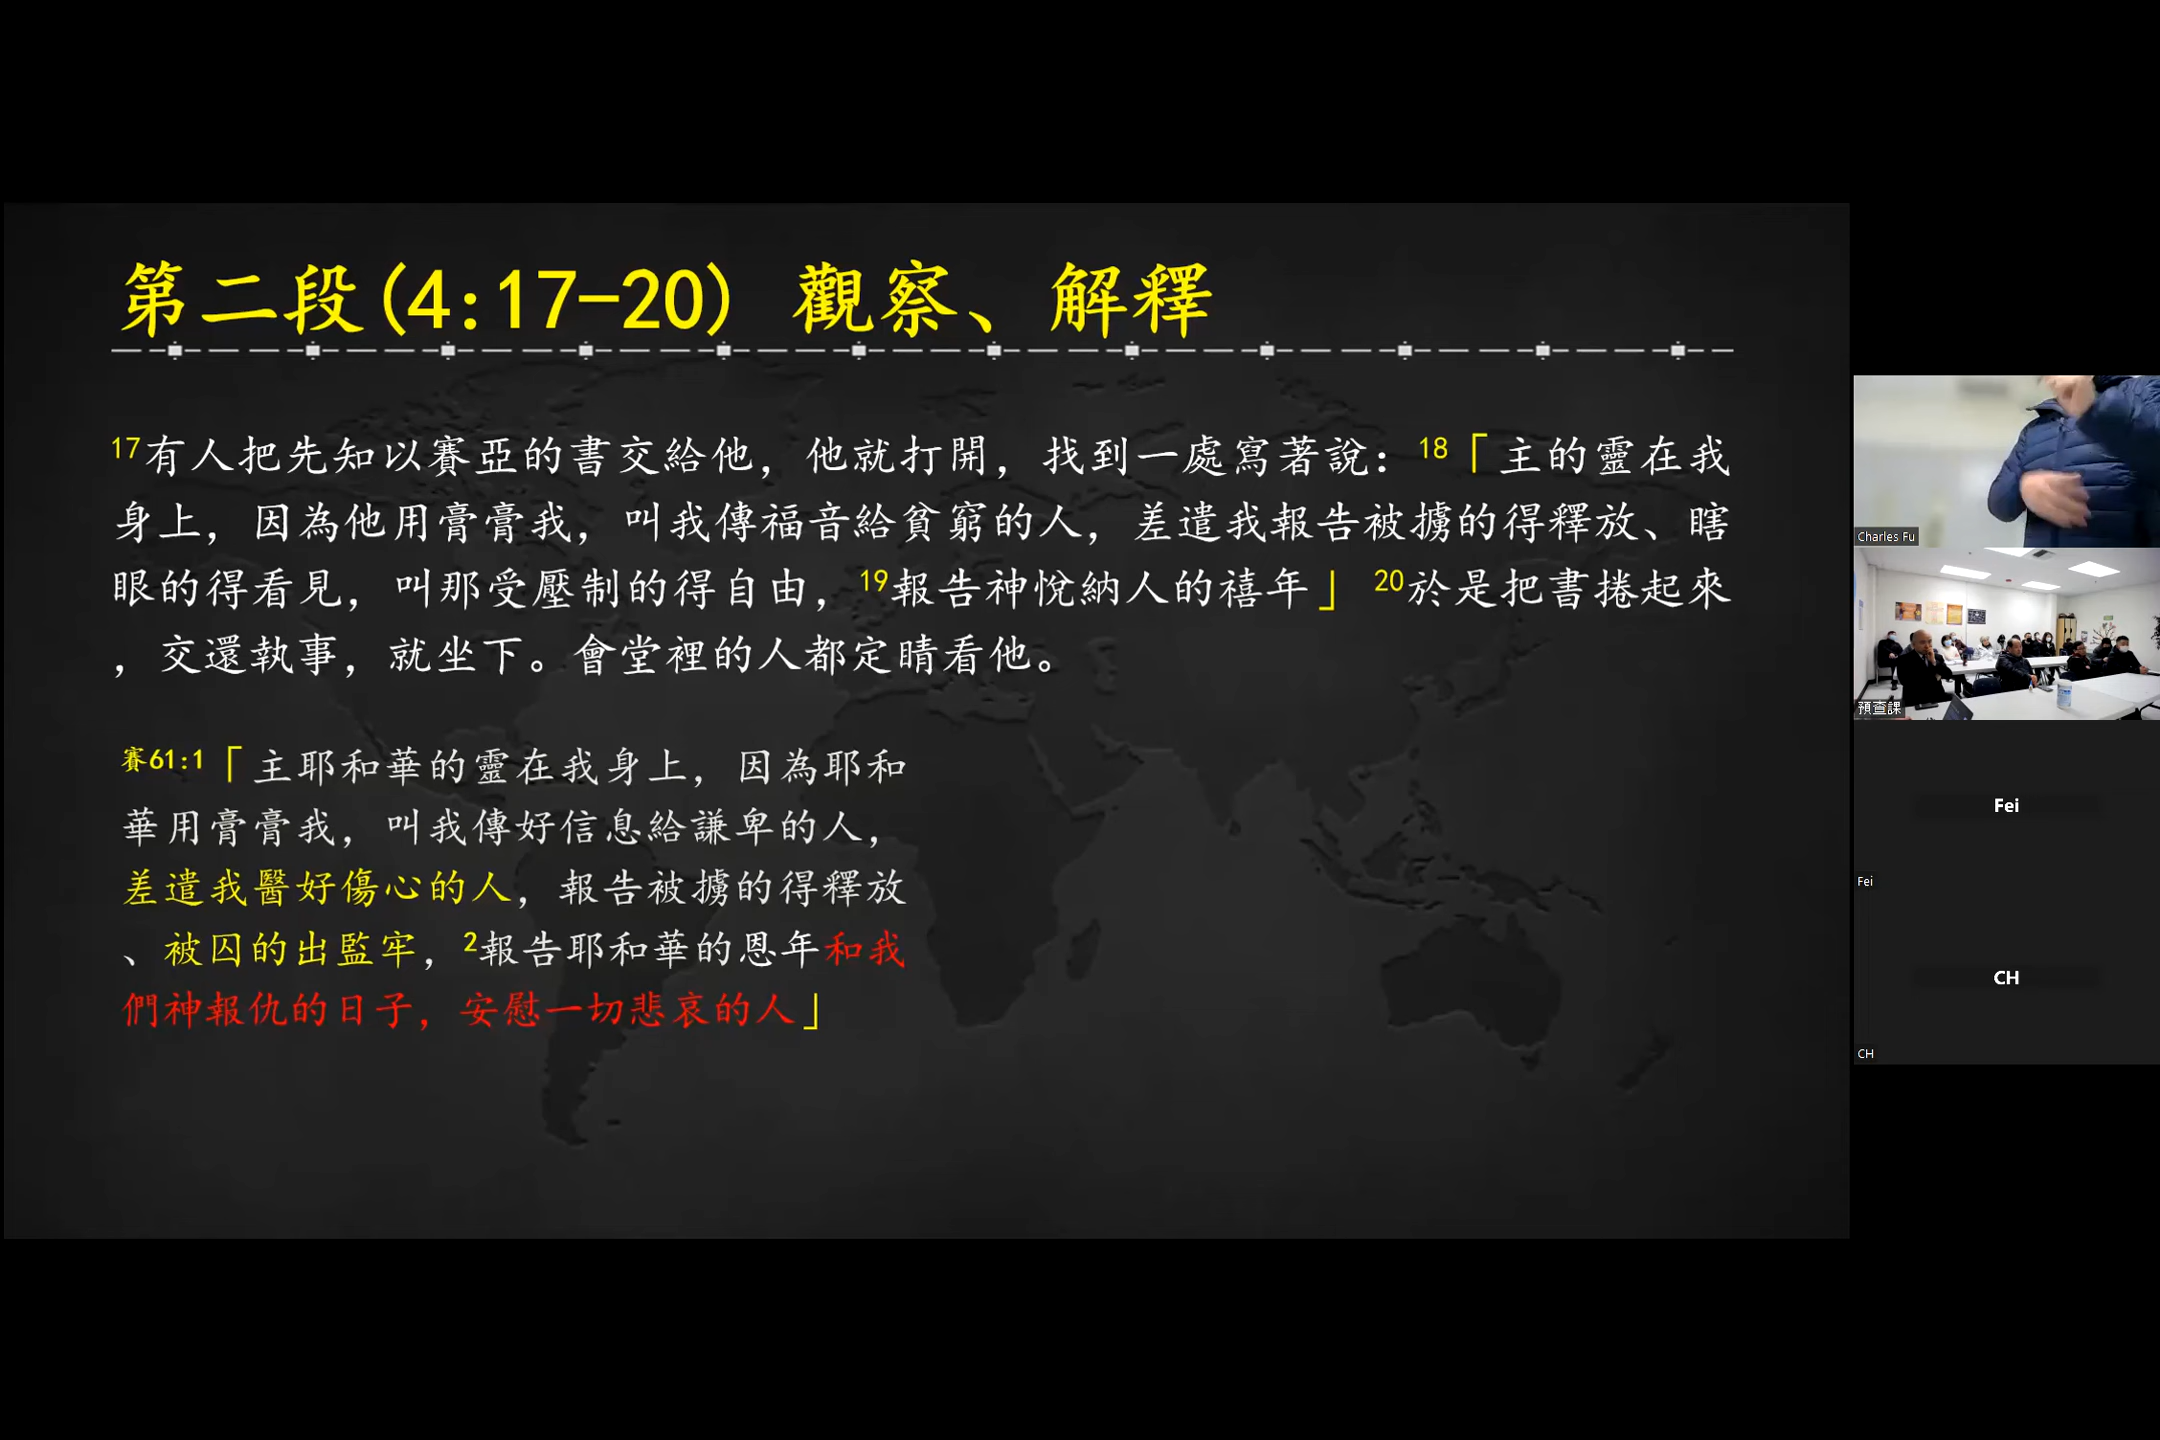 第二段(4:17-20) 觀察、解釋
17有人把先知以賽亞的書交給他，他就打開，找到一處寫著說：18「主的靈在我
身上，因為他用膏膏我，叫我傳福音給貧窮的人，差遣我報告被擄的得釋放、瞎
眼的得看見，叫那受壓制的得自由，19報告神悅納人的禧年」 20於是把書捲起來
，交還執事，就坐下。會堂裡的人都定睛看他。
賽61:1「主耶和華的靈在我身上，因為耶和
華用膏膏我，叫我傳好信息給謙卑的人，
差遣我醫好傷心的人，報告被擄的得釋放
、被囚的出監牢，2報告耶和華的恩年和我
們神報仇的日子，安慰一切悲哀的人」
Charles Fu
預查課
Fei
Fei
CH
CH